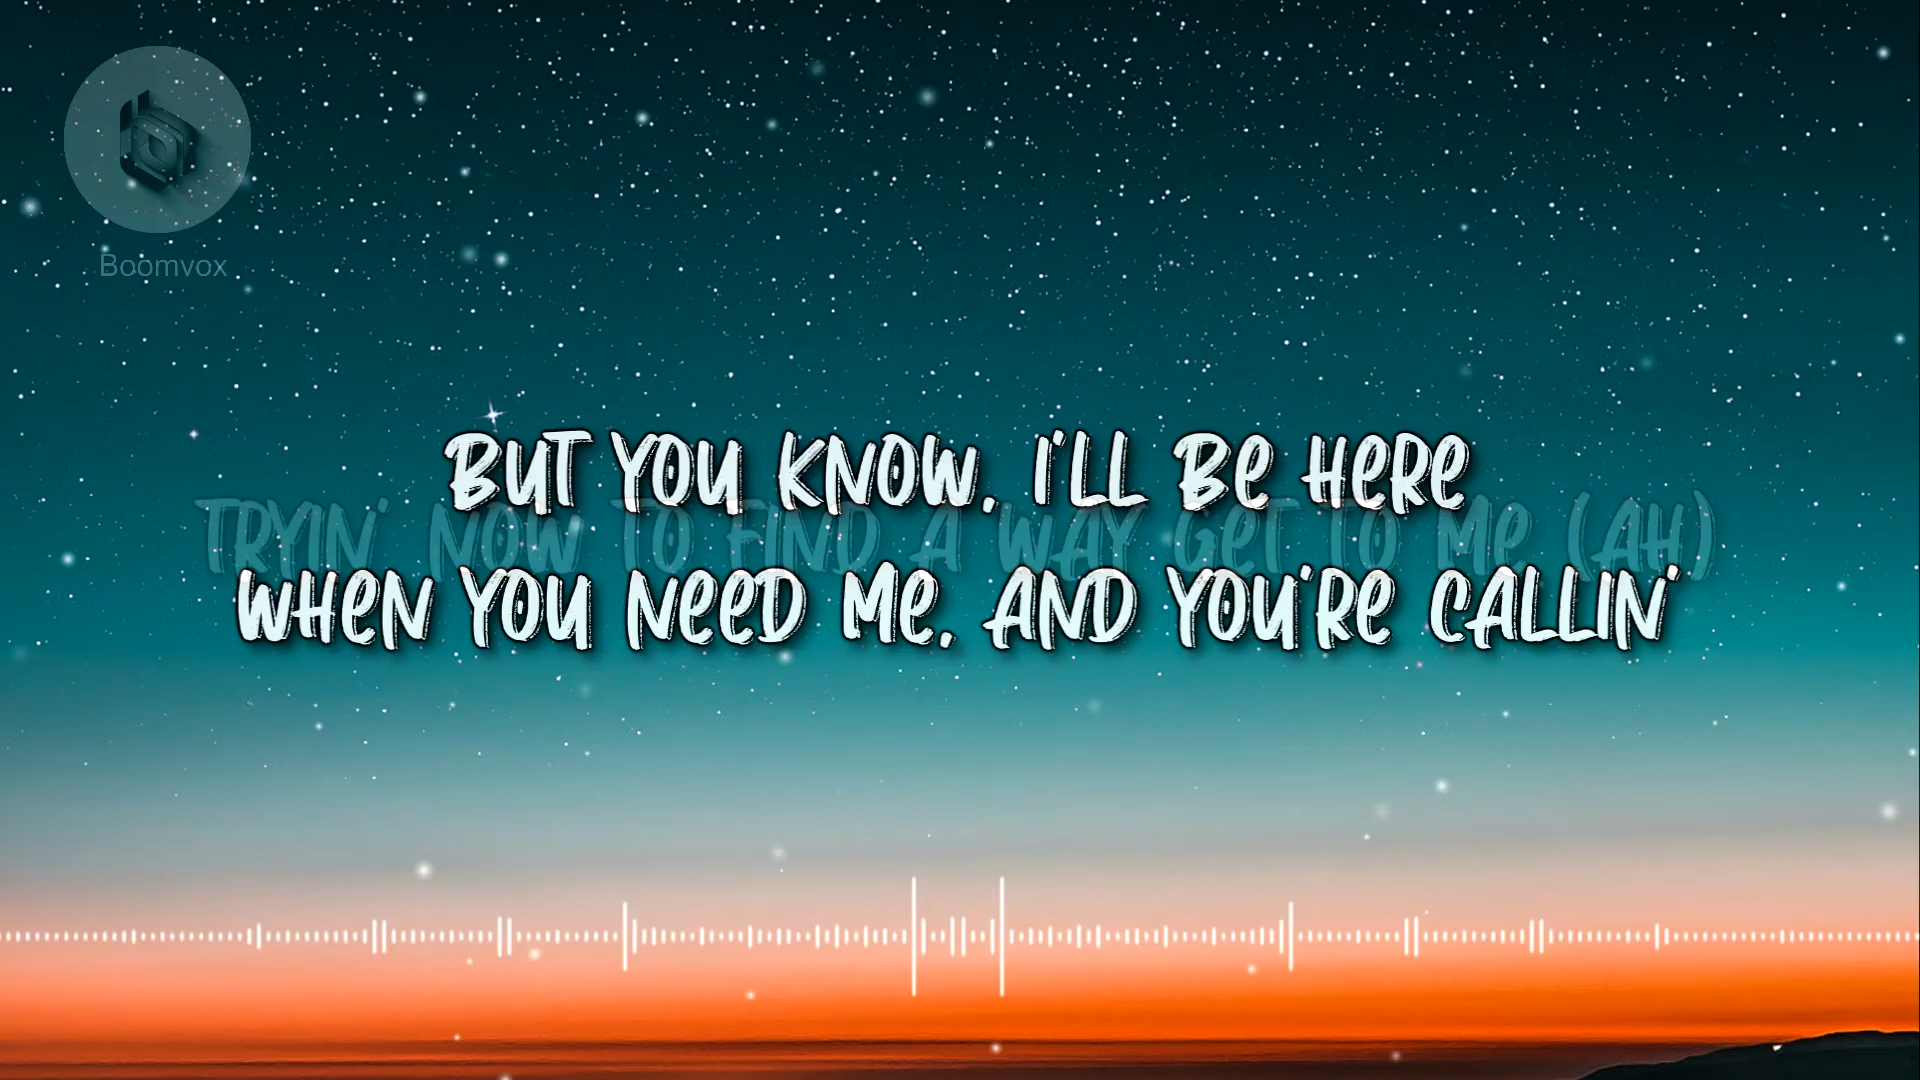 Boomvox
BUT YOU KNOW, I'LL BE HERE
TRYIN' NOW TO FIND A WAY GET TO ME (AH)
WHEN YOU NEED ME, AND YOU'RE CALLIN'